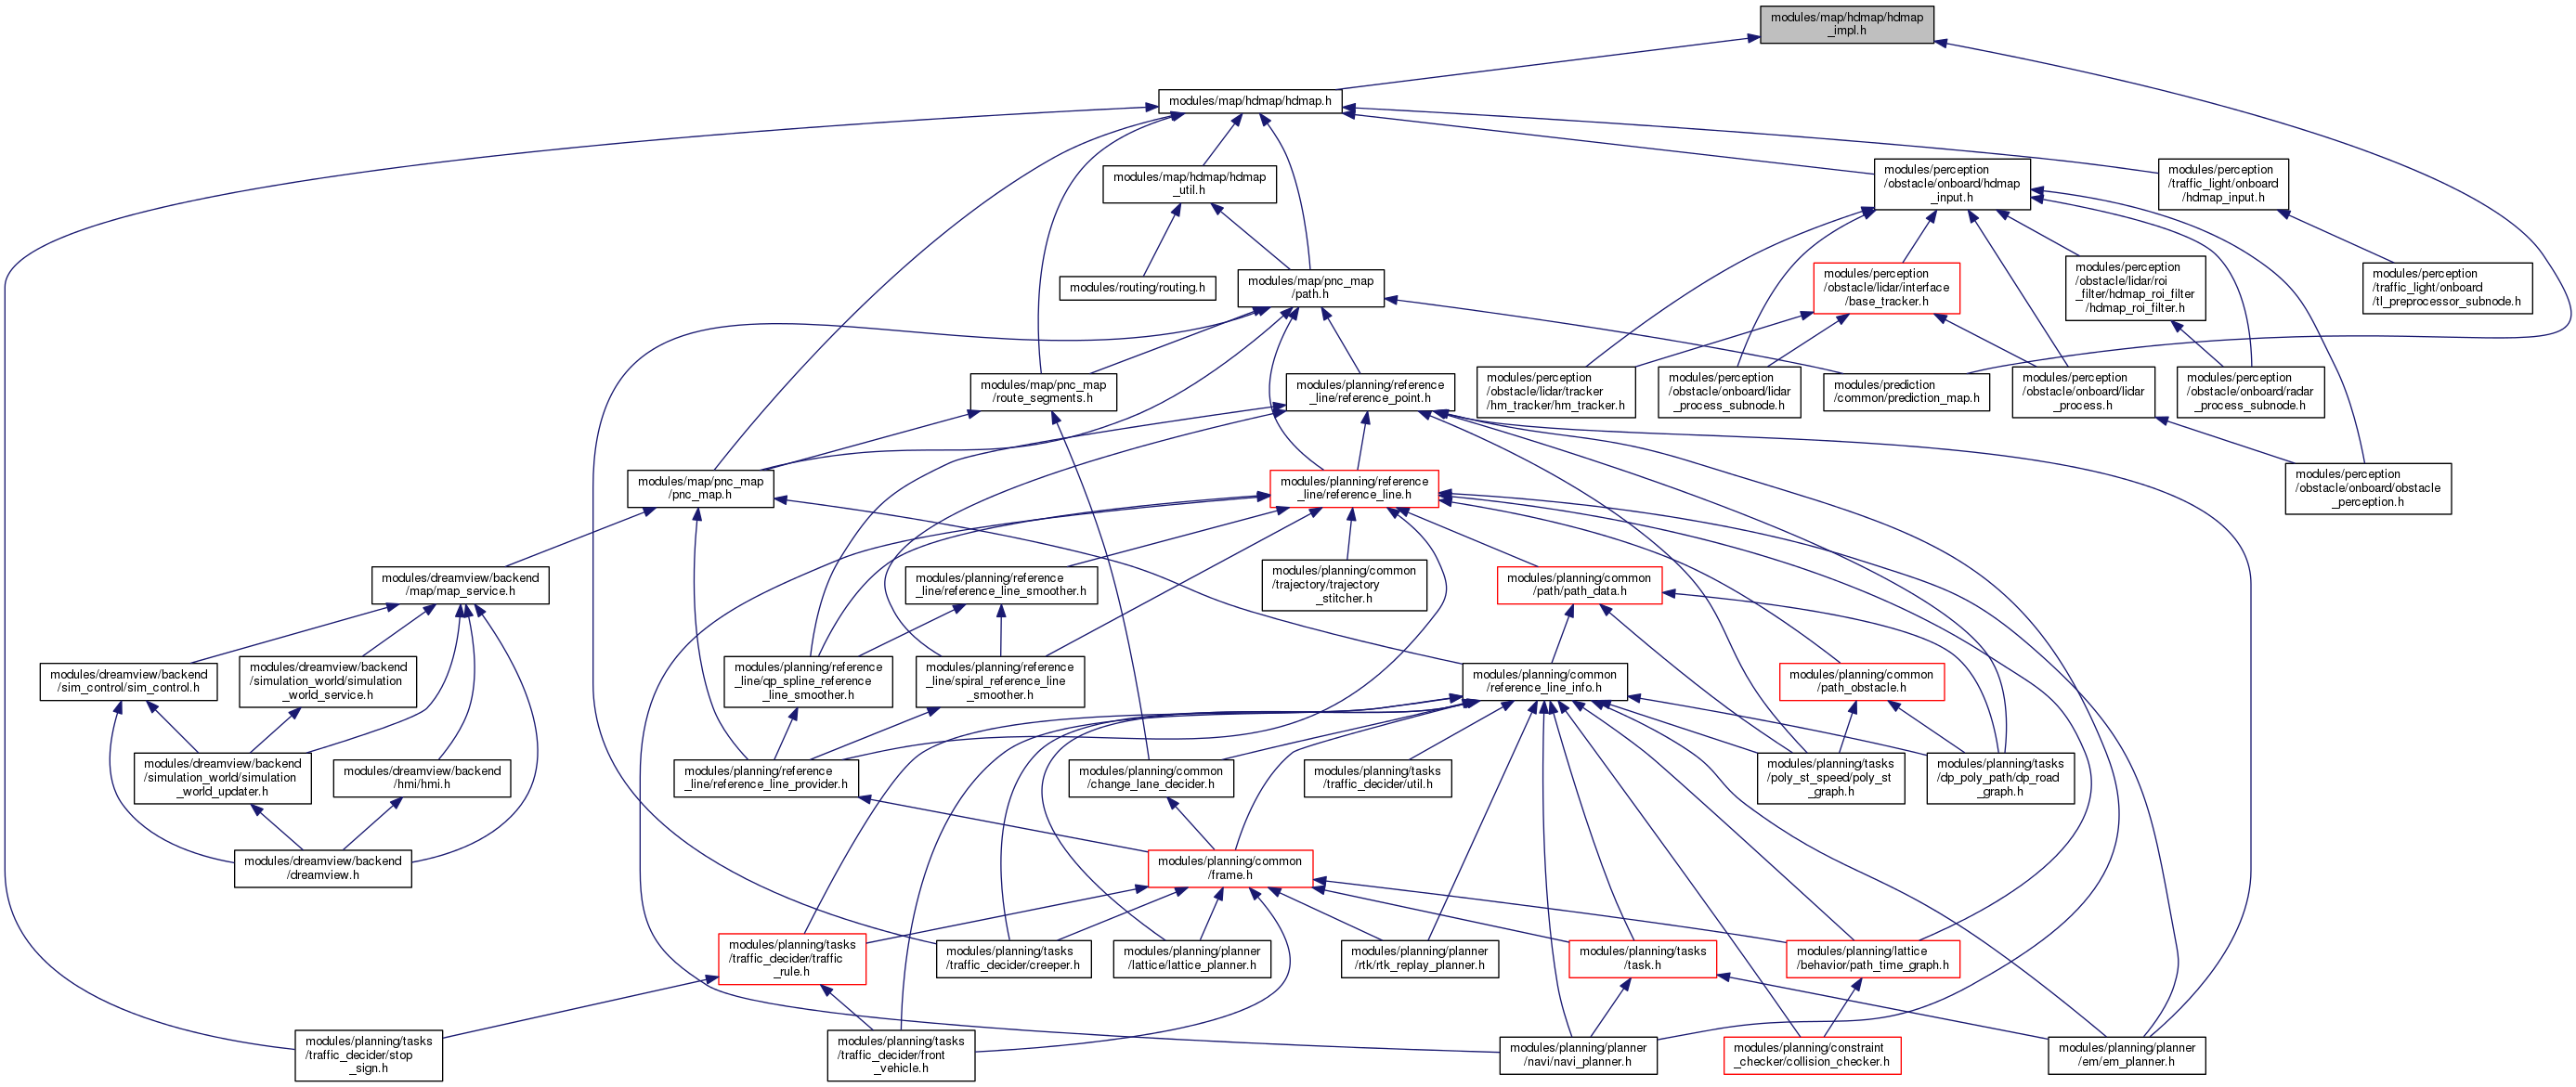 modules/map/hdmap/hdmap
_impl.h
modules/map/hdmap/hdmap.h
modules/map/hdmap/hdmap
_util.h
modules/perception
/obstacle/onboard/hdmap
_input.h
modules/perception
/traffic_light/onboard
/hdmap_input.h
modules/routing/routing.h
modules/map/pnc_map
/path.h
modules/perception
/obstacle/lidar/interface
/base_tracker.h
modules/perception
/obstacle/lidar/roi
_filter/hdmap_roi_filter
/hdmap_roi_filter.h
modules/perception
/traffic_light/onboard
/tl_preprocessor_subnode.h
modules/map/pnc_map
/route_segments.h
modules/planning/reference
_line/reference_point.h
modules/perception
/obstacle/lidar/tracker
/hm_tracker/hm_tracker.h
modules/perception
/obstacle/onboard/lidar
_process_subnode.h
modules/prediction
/common/prediction_map.h
modules/perception
/obstacle/onboard/lidar
_process.h
modules/perception
/obstacle/onboard/radar
_process_subnode.h
modules/map/pnc_map
/pnc_map.h
modules/planning/reference
_line/reference_line.h
modules/perception
/obstacle/onboard/obstacle
_perception.h
modules/dreamview/backend
/map/map_service.h
modules/planning/reference
_line/reference_line_smoother.h
modules/planning/common
/trajectory/trajectory
_stitcher.h
modules/planning/common
/path/path_data.h
modules/dreamview/backend
/sim_control/sim_control.h
modules/dreamview/backend
/simulation_world/simulation
_world_service.h
modules/planning/reference
_line/qp_spline_reference
_line_smoother.h
modules/planning/reference
_line/spiral_reference_line
_smoother.h
modules/planning/common
/reference_line_info.h
modules/planning/common
/path_obstacle.h
modules/dreamview/backend
/simulation_world/simulation
_world_updater.h
modules/dreamview/backend
/hmi/hmi.h
modules/planning/reference
_line/reference_line_provider.h
modules/planning/common
/change_lane_decider.h
modules/planning/tasks
/traffic_decider/util.h
modules/planning/tasks
/poly_st_speed/poly_st
_graph.h
modules/planning/tasks
/dp_poly_path/dp_road
_graph.h
modules/dreamview/backend
/dreamview.h
modules/planning/common
/frame.h
modules/planning/tasks
/traffic_decider/traffic
_rule.h
modules/planning/tasks
/traffic_decider/creeper.h
modules/planning/planner
/lattice/lattice_planner.h
modules/planning/planner
/rtk/rtk_replay_planner.h
modules/planning/tasks
/task.h
modules/planning/lattice
/behavior/path_time_graph.h
modules/planning/tasks
/traffic_decider/stop
_sign.h
modules/planning/tasks
/traffic_decider/front
_vehicle.h
modules/planning/planner
/navi/navi_planner.h
modules/planning/constraint
_checker/collision_checker.h
modules/planning/planner
/em/em_planner.h